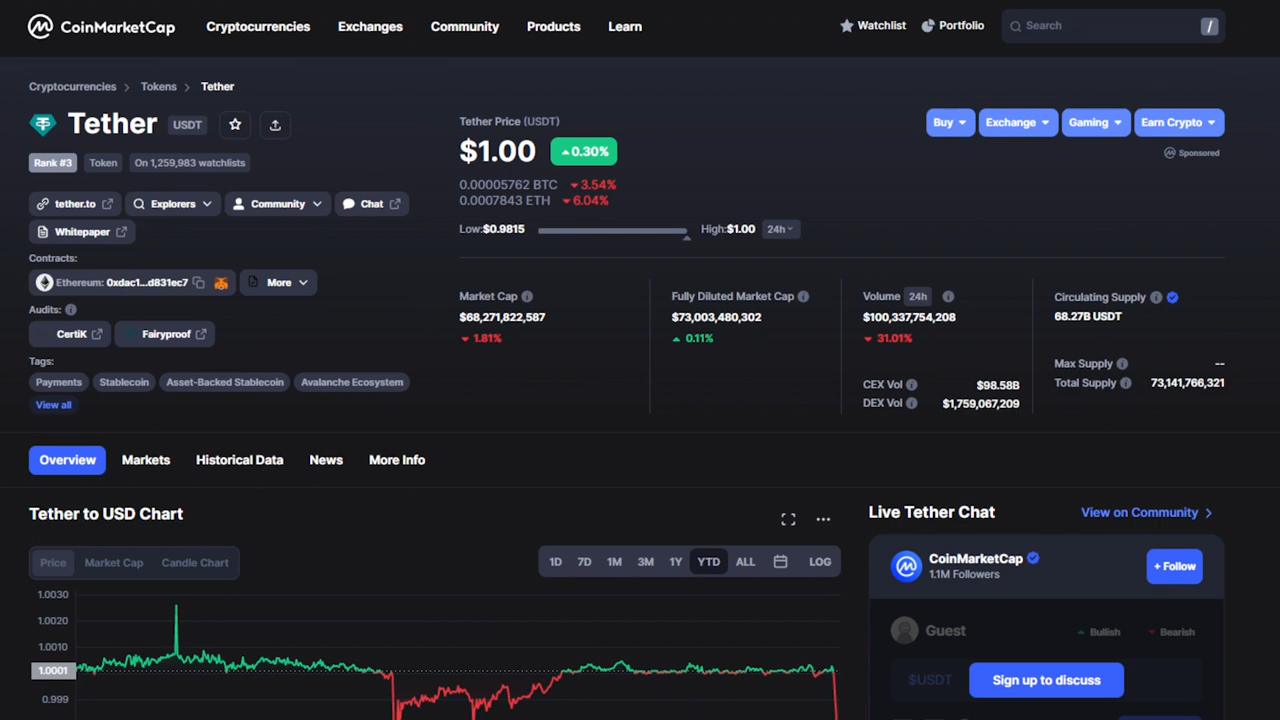 CoinMarketCap Cryptocurrencies Exchanges Community Products Learn Watchlist Portfolio Search /
Cryptocurrencies > Tokens > Tether
Tether USDT
Rank #3 Token On 1,259,983 watchlists
tether.to Explorers Community Chat
Whitepaper
Contracts:
Ethereum: 0xdac1...d831ec7 More
Audits:
CertiK Fairyproof
Tags:
Payments Stablecoin Asset-Backed Stablecoin Avalanche Ecosystem
View all
Tether Price (USDT)
$1.00 0.30%
0.00005762 BTC 3.54%
0.0007843 ETH 6.04%
Low:$0.9815 High:$1.00 24h
Buy Exchange Gaming Earn Crypto
Sponsored
Market Cap
$68,271,822,587
1.81%
Fully Diluted Market Cap
$73,003,480,302
0.11%
Volume 24h
$100,337,754,208
31.01%
CEX Vol $98.58B
DEX Vol $1,759,067,209
Circulating Supply
68.27B USDT
Max Supply --
Total Supply 73,141,766,321
Overview Markets Historical Data News More Info
Tether to USD Chart
Price Market Cap Candle Chart 1D 7D 1M 3M 1Y YTD ALL LOG
1.0030
1.0020
1.0010
1.0001
0.999
Live Tether Chat View on Community >
CoinMarketCap + Follow
1.1M Followers
Guest Bullish Bearish
$USDT Sign up to discuss